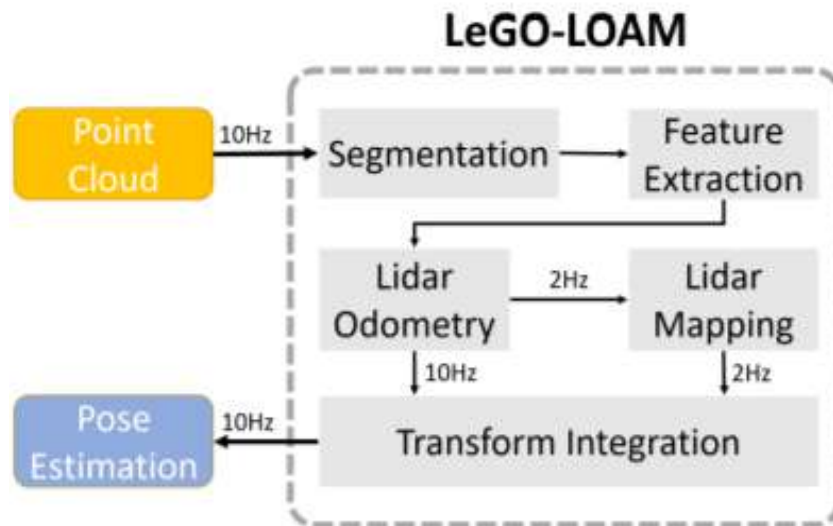 LeGO-LOAM
Point
Cloud
10Hz
Segmentation
Feature
Extraction
Lidar
Odometry
2Hz
Lidar
Mapping
10Hz
2Hz
Pose
Estimation
10Hz
Transform Integration